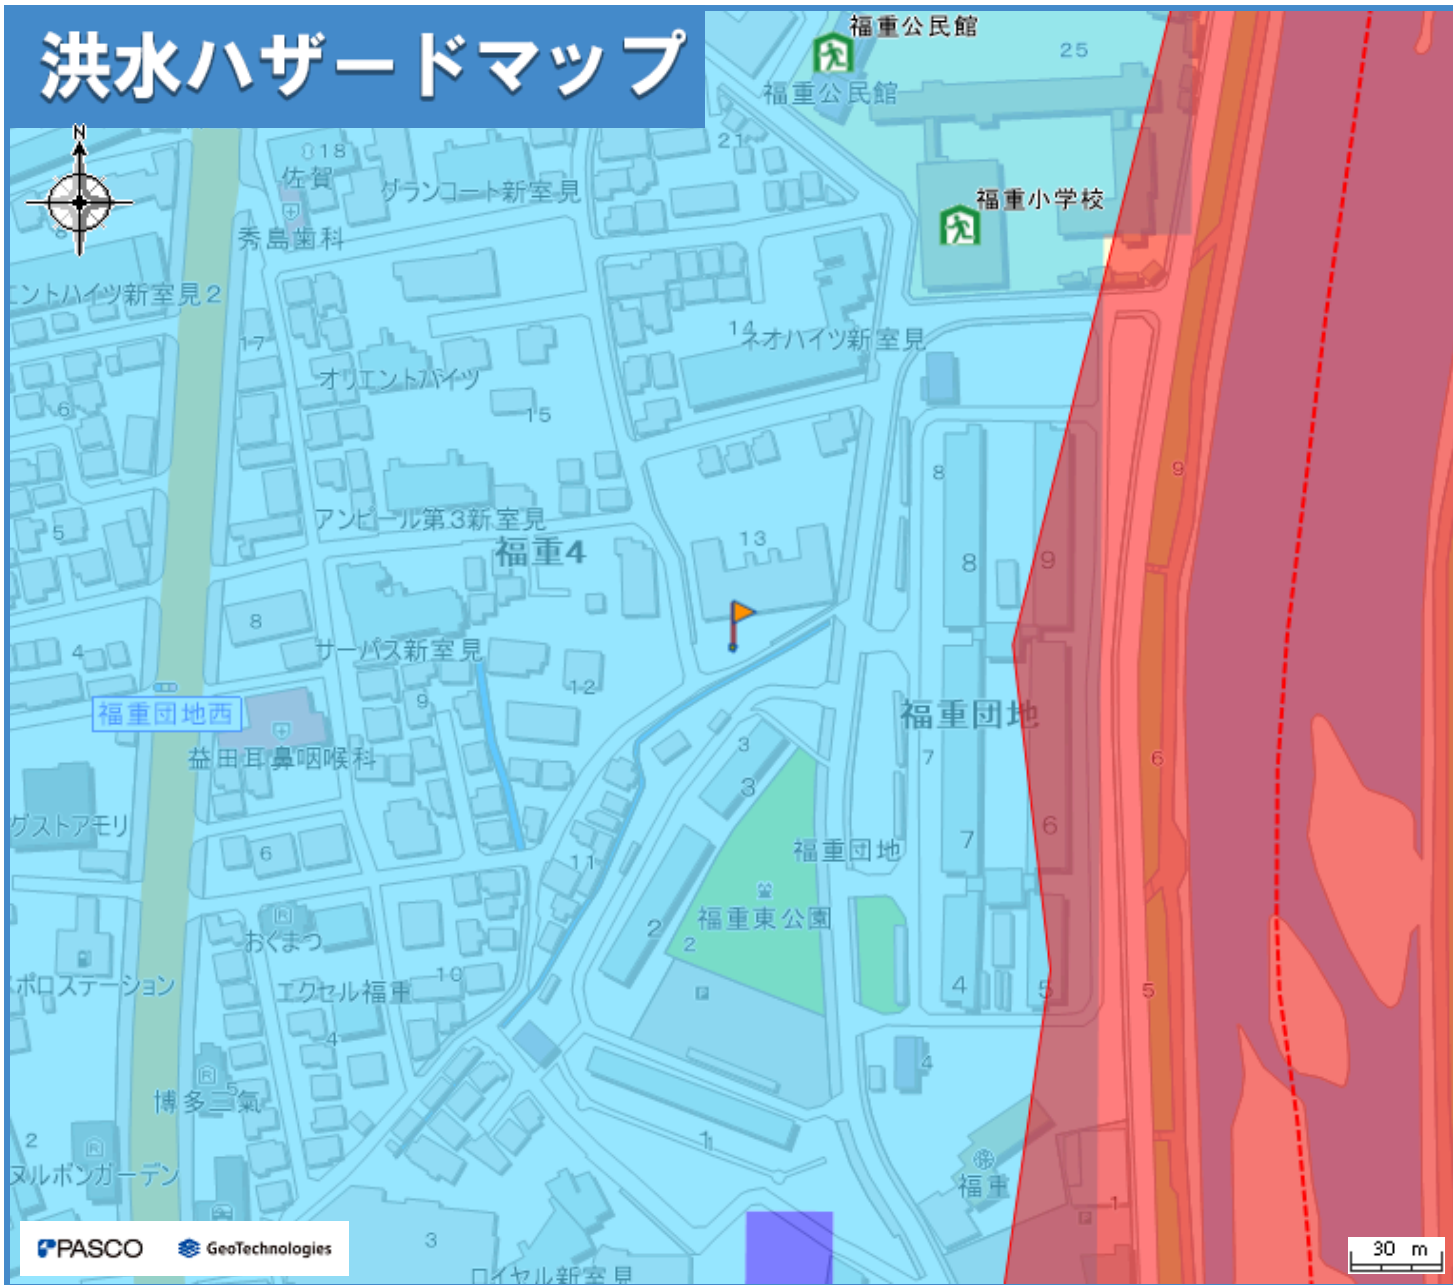 洪水ハザードマップ
N
福重公民館
25
福重公民館
21
18
佐賀
グランコート新室見
福重小学校
秀島歯科
エントハイツ新室見2
17
14
ネオハイツ新室見
オリエントハイツ
6
15
8
9
アンピール第3新室見
5
福重4
13
8
9
8
サーパス新室見
4
12
9
福重団地西
福重団地
3
益田耳鼻咽喉科
7
6
3
グストアモリ
6
7
福重団地
6
11
福重東公園
2
2
おくまつ
10
ポロステーション
エクセル福重
4
5
5
P
4
4
5
博多三氣
2
1
ヌルボンガーデン
福重
1
P
3
PASCO
GeoTechnologies
30 m
ロイヤル新室見